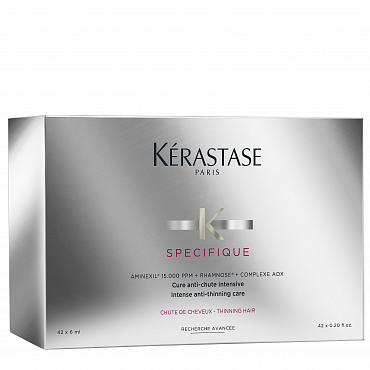 KÉRASTASE
PARIS
K
SPECIFIQUE
AMINEXIL® 15.000 PPM + RHAMNOSE® + COMPLEXE AOX
Cure anti-chute intensive
Intense anti-thinning care
CHUTE DE CHEVEUX - THINNING HAIR
42 x 6 ml
RECHERCHE AVANCÉE
42 x 0.20 fl. oz.